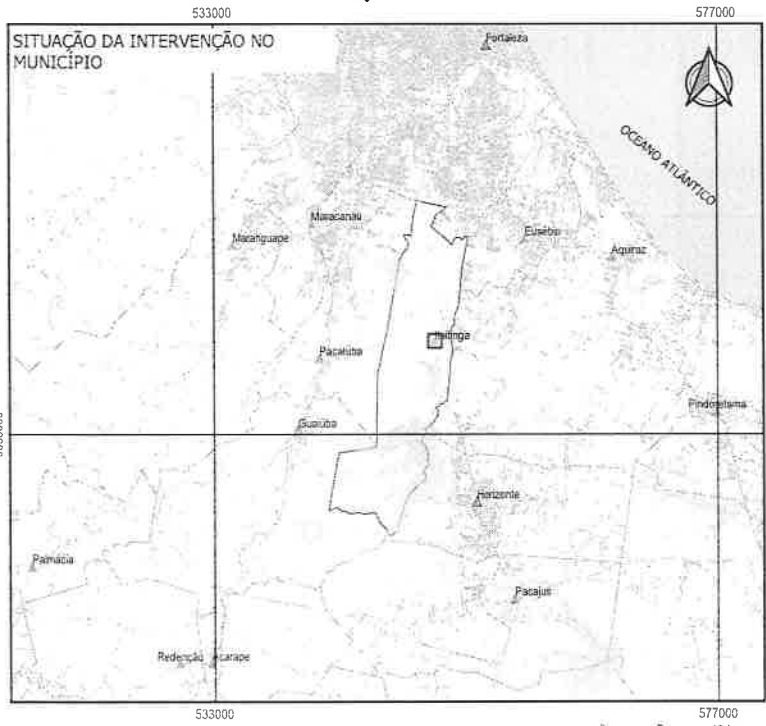 533000
577000
SITUAÇÃO DA INTERVENÇÃO NO
MUNICÍPIO
Fortaleza
OCEANO ATLÂNTICO
Maracanaú
Maranguape
Eusébio
Aquiraz
Itaitinga
Pacatuba
Pindoretama
Guaiúba
Horizonte
Palmácia
Pacajus
Redenção
Acarape
533000
577000